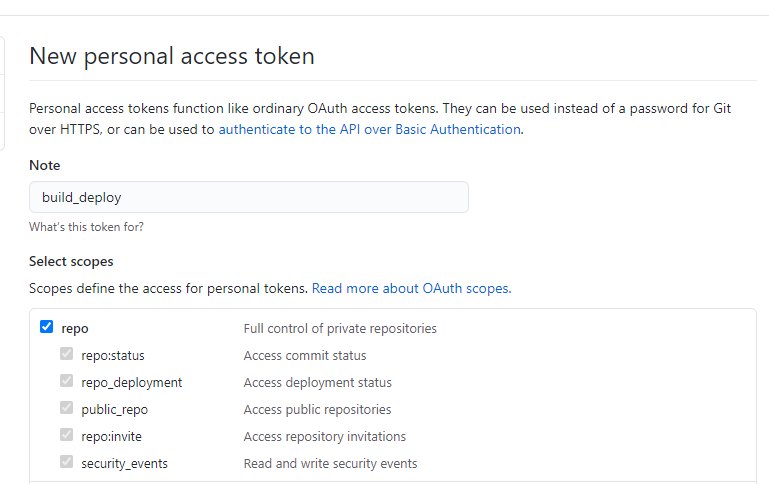 New personal access token
Personal access tokens function like ordinary OAuth access tokens. They can be used instead of a password for Git
over HTTPS, or can be used to authenticate to the API over Basic Authentication.
Note
build_deploy
What's this token for?
Select scopes
Scopes define the access for personal tokens. Read more about OAuth scopes.
repo Full control of private repositories
repo:status Access commit status
repo_deployment Access deployment status
public_repo Access public repositories
repo:invite Access repository invitations
security_events Read and write security events